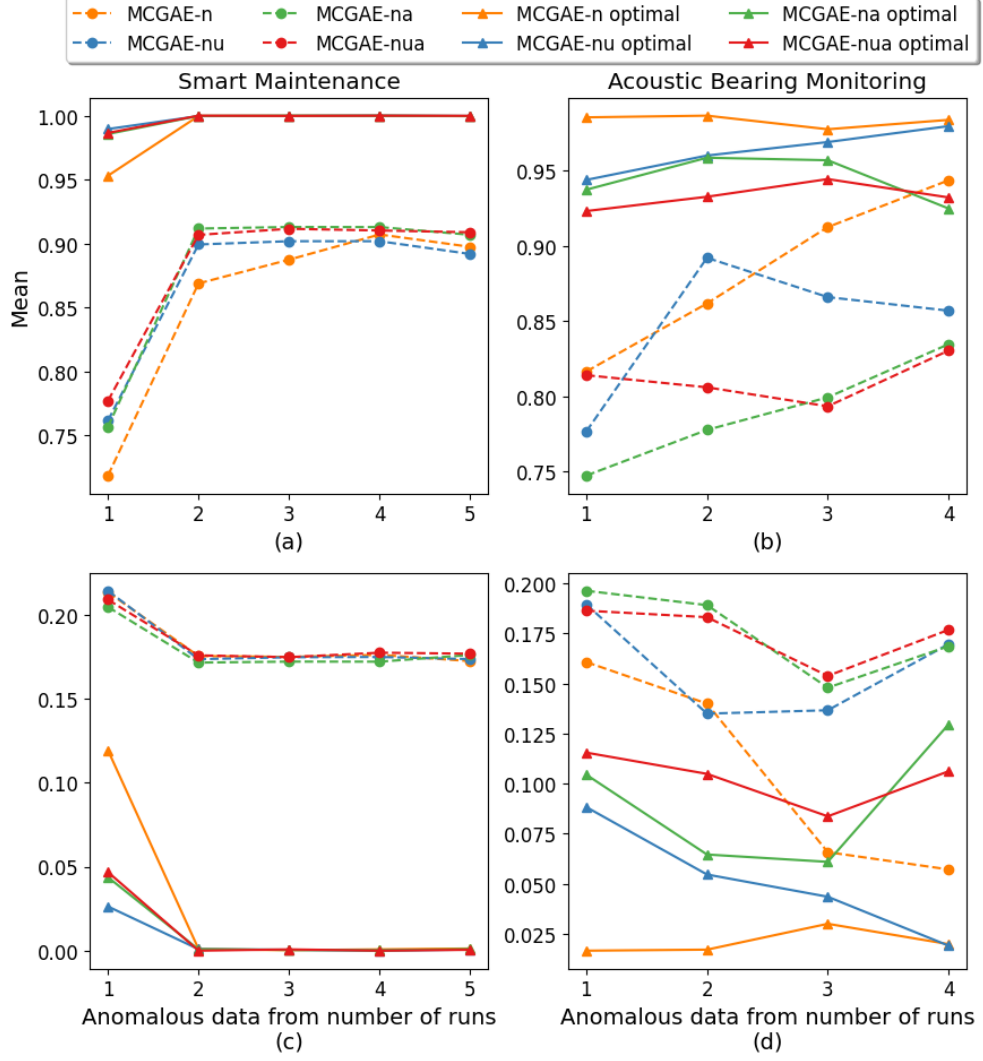 MCGAE-n MCGAE-na MCGAE-n optimal MCGAE-na optimal
MCGAE-nu MCGAE-nua MCGAE-nu optimal MCGAE-nua optimal
Smart Maintenance Acoustic Bearing Monitoring
Mean
1.00
0.95
0.90
0.85
0.80
0.75
1 2 3 4 5
(a)
0.95
0.90
0.85
0.80
0.75
1 2 3 4
(b)
0.20
0.15
0.10
0.05
0.00
1 2 3 4 5
Anomalous data from number of runs
(c)
0.200
0.175
0.150
0.125
0.100
0.075
0.050
0.025
1 2 3 4
Anomalous data from number of runs
(d)